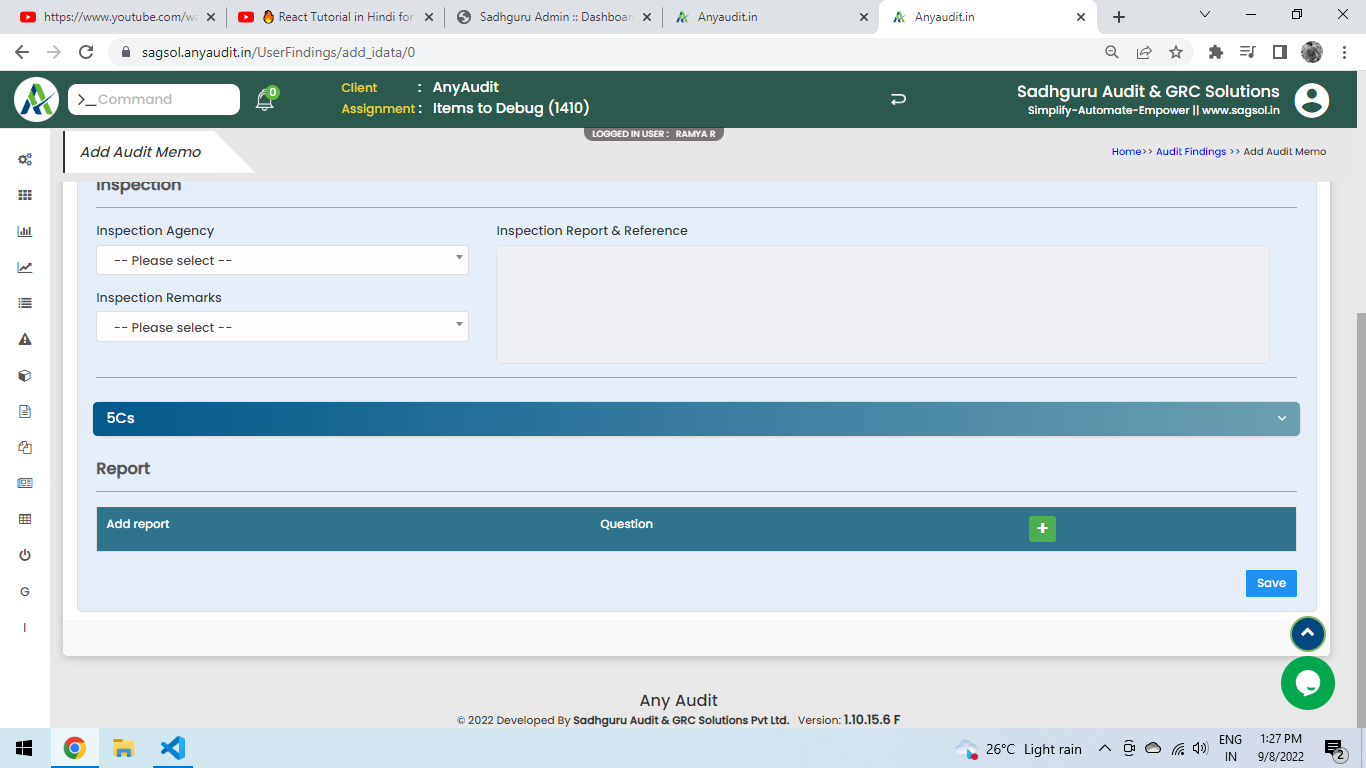 https://www.youtube.com/wa
React Tutorial in Hindi for
Sadhguru Admin :: Dashboar
Anyaudit.in
Anyaudit.in
sagsol.anyaudit.in/UserFindings/add_idata/0
>_ Command
0
Client : AnyAudit
Assignment : Items to Debug (1410)
Sadhguru Audit & GRC Solutions
Simplify-Automate-Empower || www.sagsol.in
LOGGED IN USER : RAMYA R
Add Audit Memo
Home>> Audit Findings >> Add Audit Memo
Inspection
Inspection Agency
Inspection Report & Reference
-- Please select --
Inspection Remarks
-- Please select --
5Cs
Report
Add report
Question
+
Save
G
I
Any Audit
© 2022 Developed By Sadhguru Audit & GRC Solutions Pvt Ltd. Version: 1.10.15.6 F
26°C Light rain
ENG
IN
1:27 PM
9/8/2022
2